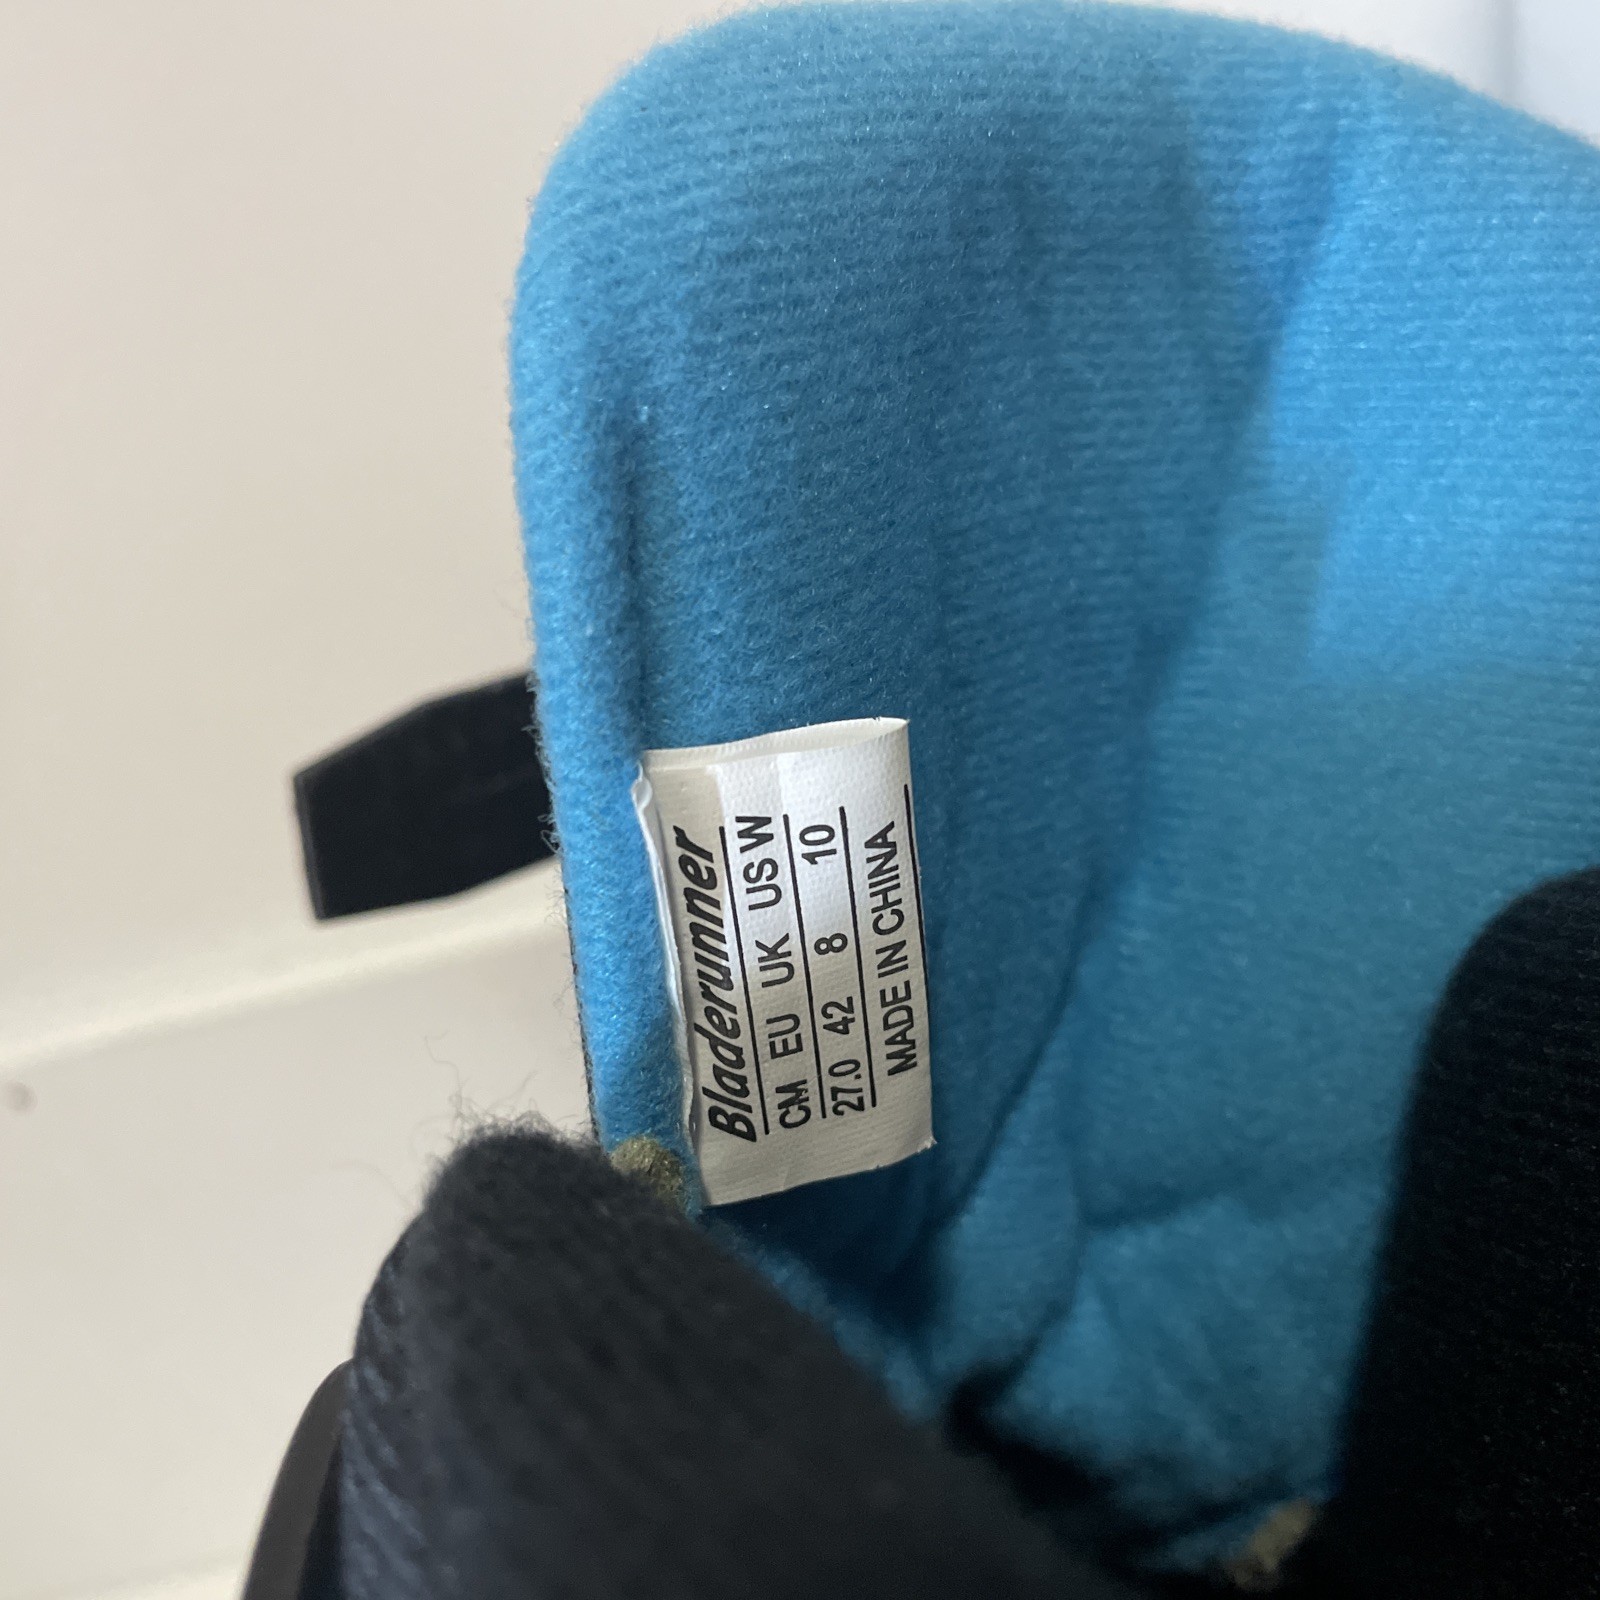 Bladerunner
CM EU UK US W
27.0 42 8 10
MADE IN CHINA